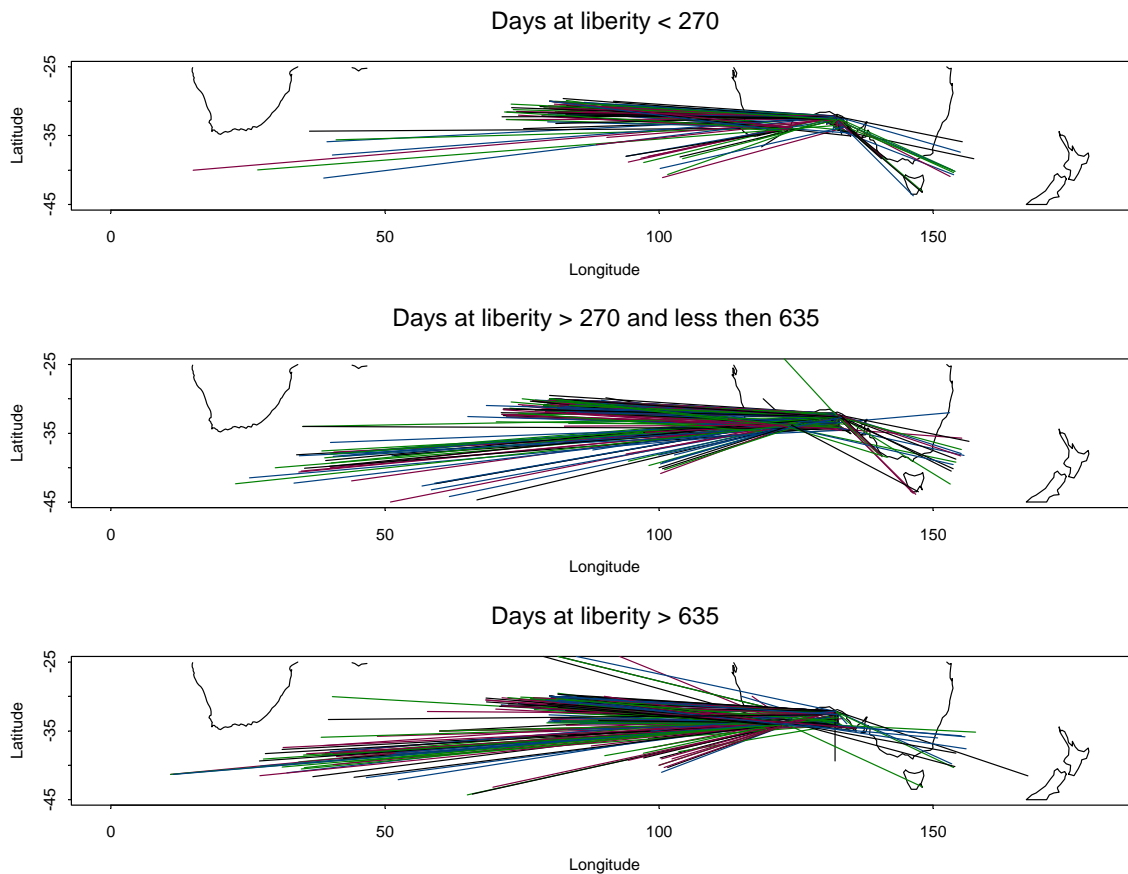 Days at liberity < 270
-25
-35
-45
Latitude
0 50 100 150
Longitude
Days at liberity > 270 and less then 635
-25
-35
-45
Latitude
0 50 100 150
Longitude
Days at liberity > 635
-25
-35
-45
Latitude
0 50 100 150
Longitude